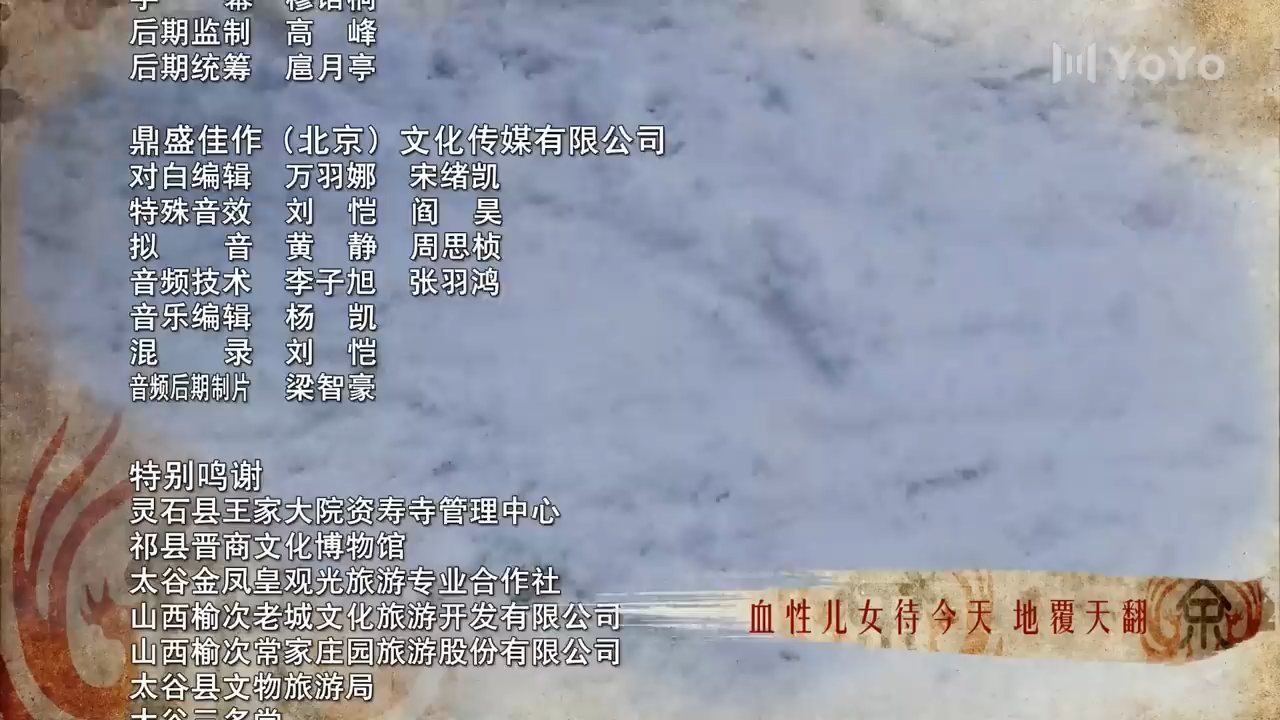 后期监制 高 峰
后期统筹 扈月亭
YoYo
鼎盛佳作（北京）文化传媒有限公司
对白编辑 万羽娜 宋绪凯
特殊音效 刘 恺 阎 昊
拟 音 黄 静 周思桢
音频技术 李子旭 张羽鸿
音乐编辑 杨 凯
混 录 刘 恺
音频后期制片 梁智豪
特别鸣谢
灵石县王家大院资寿寺管理中心
祁县晋商文化博物馆
太谷金凤皇观光旅游专业合作社
山西榆次老城文化旅游开发有限公司
血性儿女待今天 地覆天翻
山西榆次常家庄园旅游股份有限公司
太谷县文物旅游局